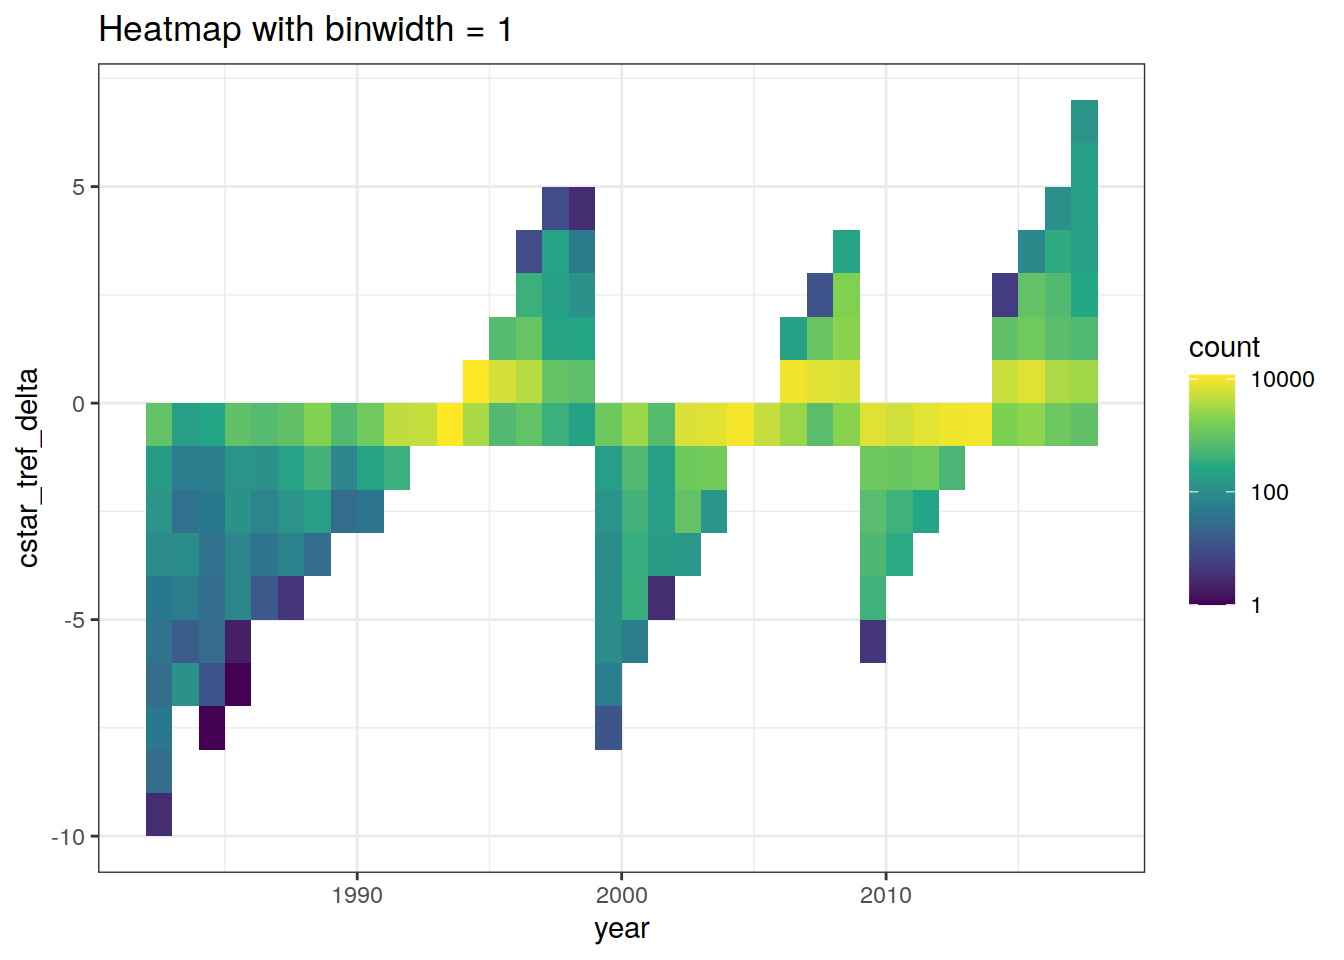 Heatmap with binwidth = 1
cstar_tref_delta
5
0
-5
-10
1990
2000
2010
year
count
10000
100
1